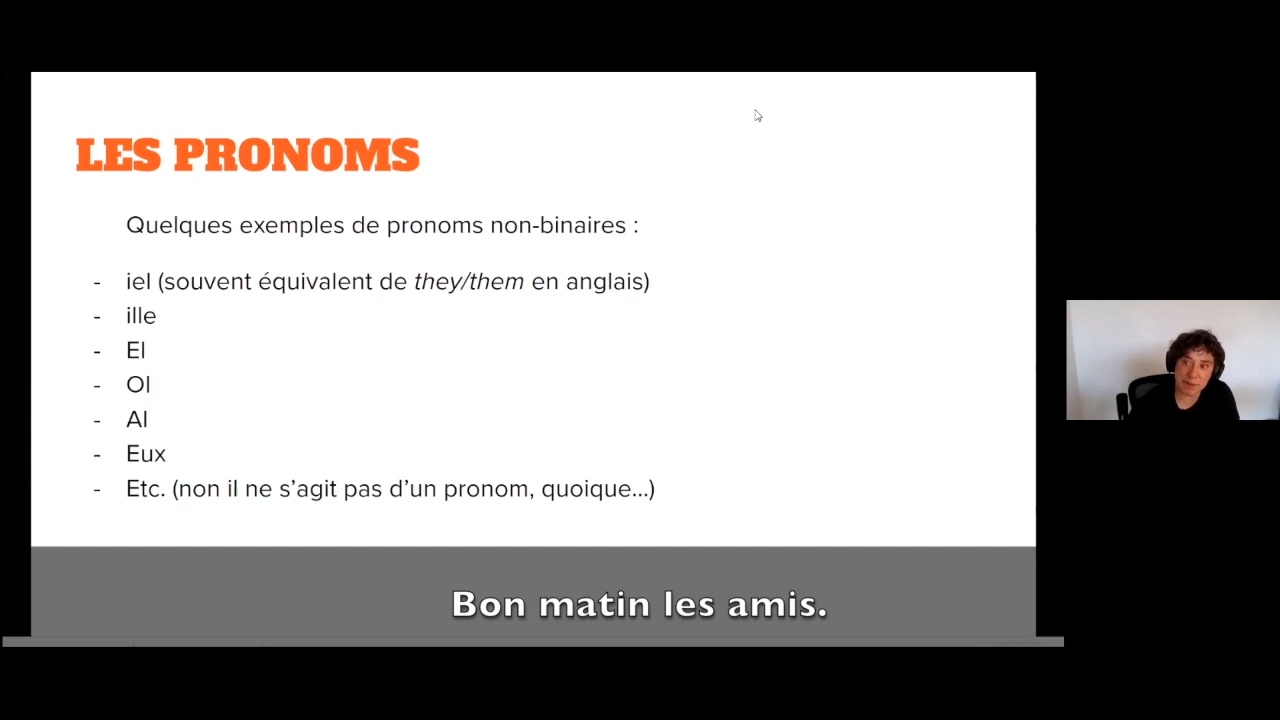 LES PRONOMS
Quelques exemples de pronoms non-binaires :
- iel (souvent équivalent de they/them en anglais)
- ille
- El
- Ol
- Al
- Eux
- Etc. (non il ne s'agit pas d'un pronom, quoique...)
Bon matin les amis.